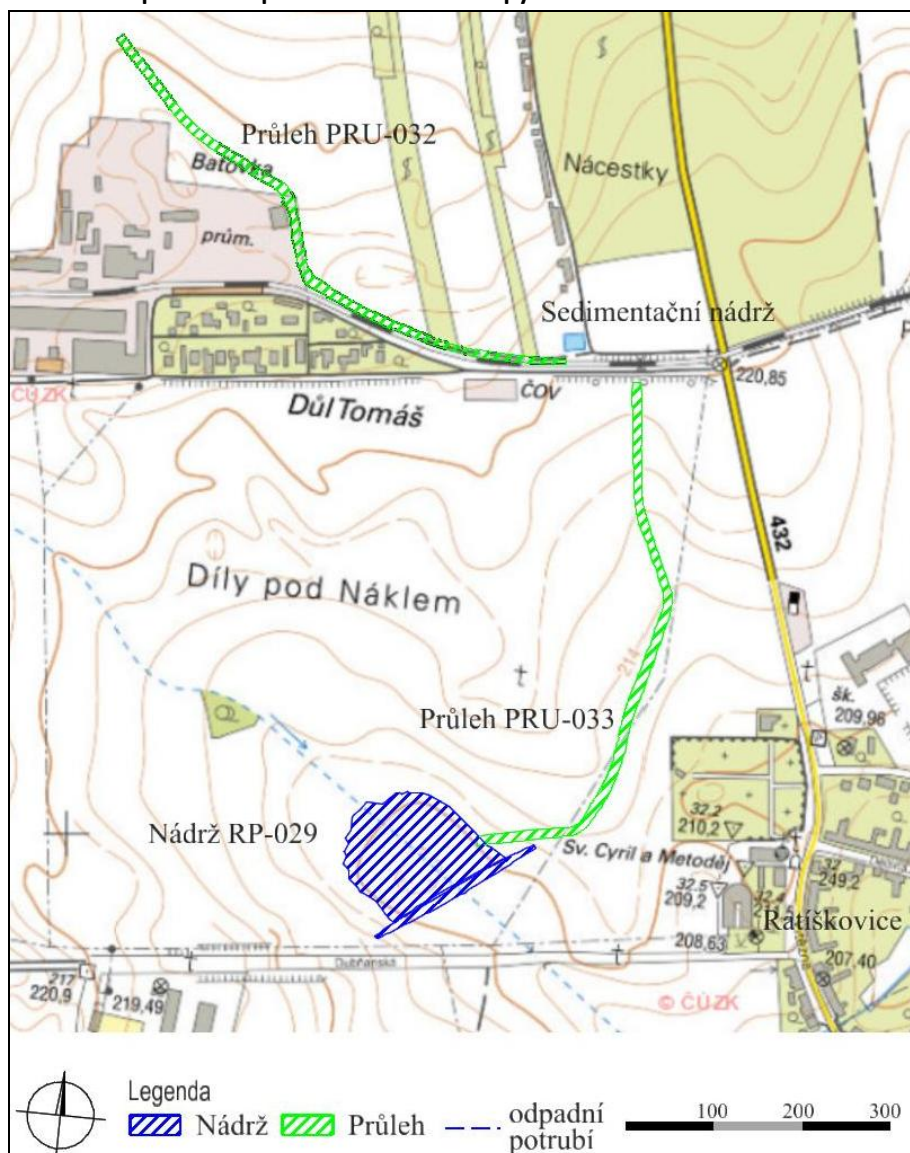 Průleh PRU-032
Baťovka
Nácestky
prům.
Sedimentační nádrž
220,85
ČÚZK
ČOV
Důl Tomáš
432
Díly pod Náklem
214
šk.
209,96
Průleh PRU-033
32.2
210,2
Nádrž RP-029
Sv. Cyril a Metoděj
249,2
32.5
209,2
Ratíškovice
208,63
Dubňanská
207,40
217
220,9
219,49
© ČÚZK
Legenda
Nádrž Průleh odpadní
potrubí
100 200 300